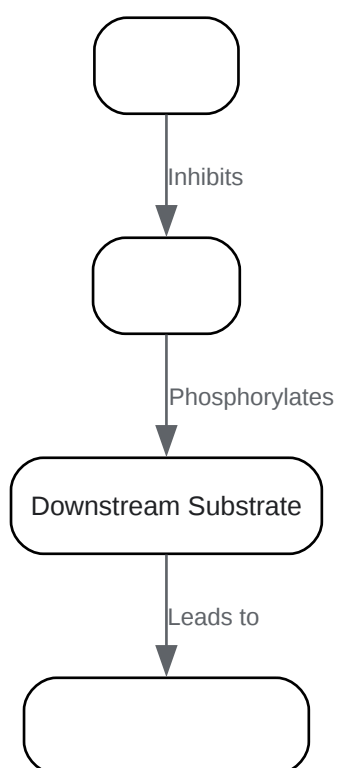 Inhibits
Phosphorylates
Downstream Substrate
Leads to